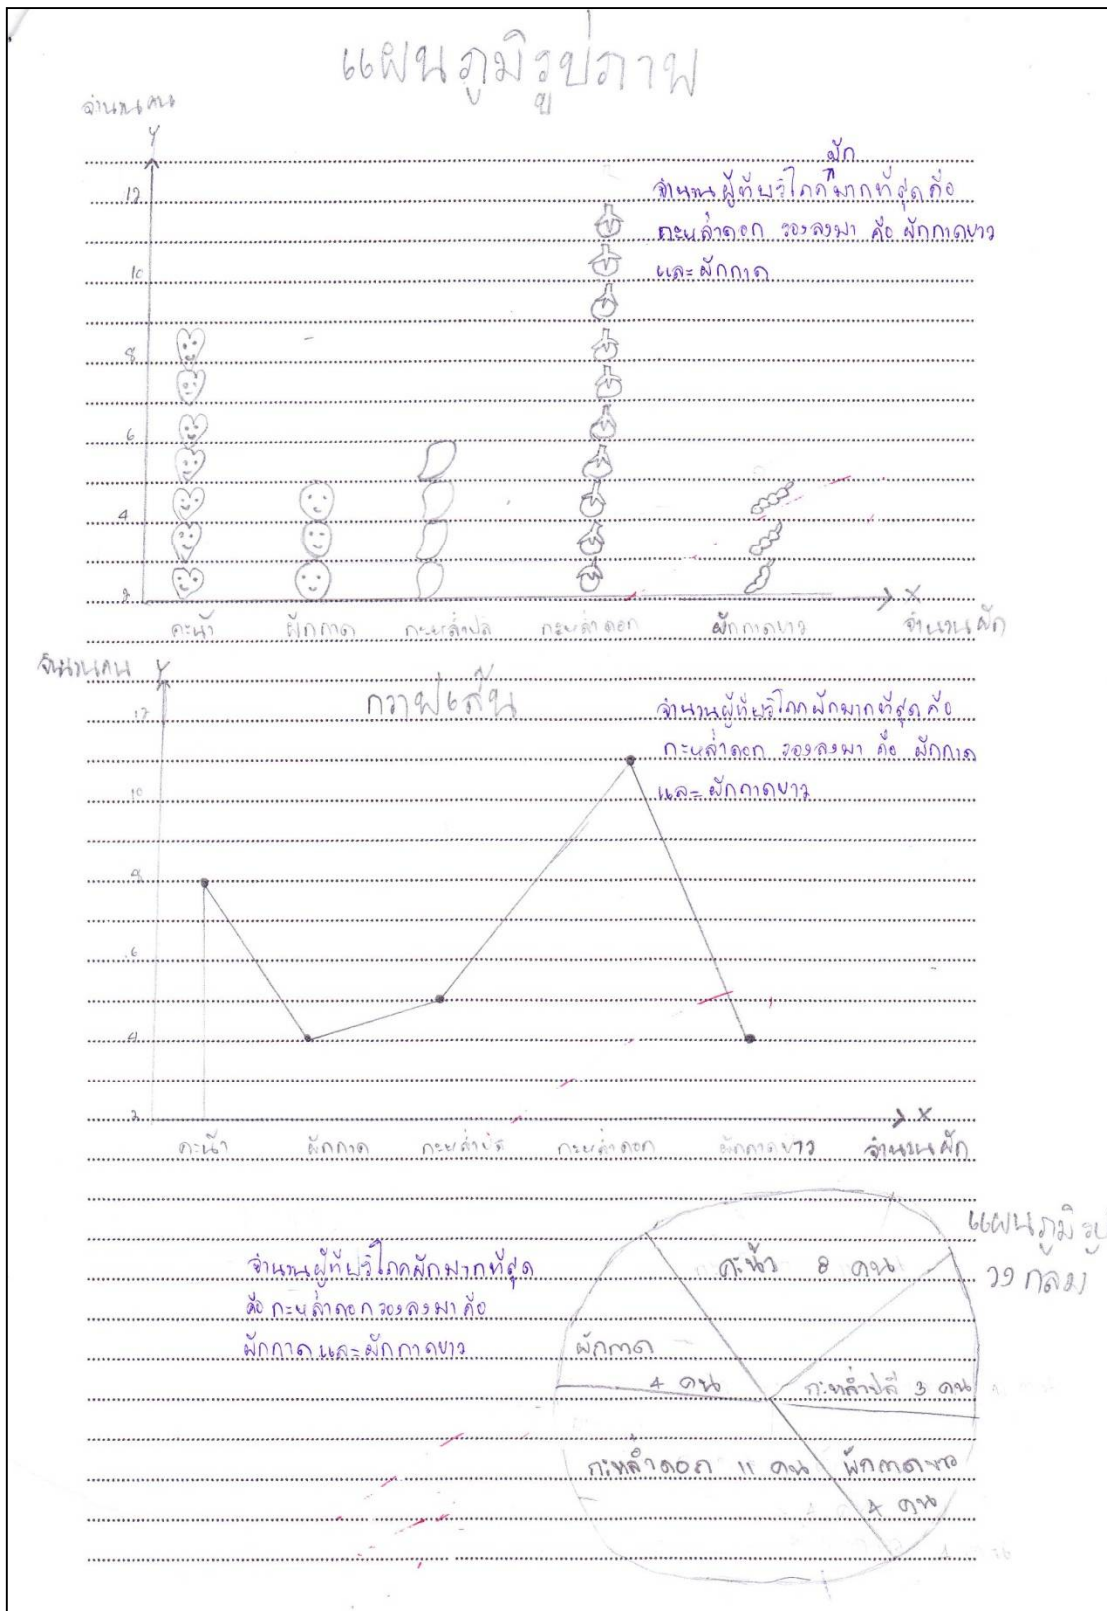 แผนภูมิรูปภาพ
จำนวนคน
Y
12
10
8
6
4
2
ผัก
จำนวนผู้ที่บริโภคมากที่สุดคือ
กะหล่ำดอก รองลงมา คือ ผักกาดขาว
และผักกาด
คะน้า ผักกาด กะหล่ำปลี กะหล่ำดอก ผักกาดขาว
X
จำนวนผัก
จำนวนคน Y
กราฟเส้น
12
10
8
6
4
2
จำนวนผู้ที่บริโภคผักมากที่สุดคือ
กะหล่ำดอก รองลงมา คือ ผักกาด
และผักกาดขาว
X
คะน้า ผักกาด กะหล่ำปลี กะหล่ำดอก ผักกาดขาว จำนวนผัก
แผนภูมิรูป
วงกลม
จำนวนผู้ที่บริโภคผักมากที่สุด
คือ กะหล่ำดอก รองลงมา คือ
ผักกาด และผักกาดขาว
คะน้า 8 คน
ผักกาด
4 คน
กะหล่ำปลี 3 คน
กะหล่ำดอก 11 คน
ผักกาดขาว
4 คน